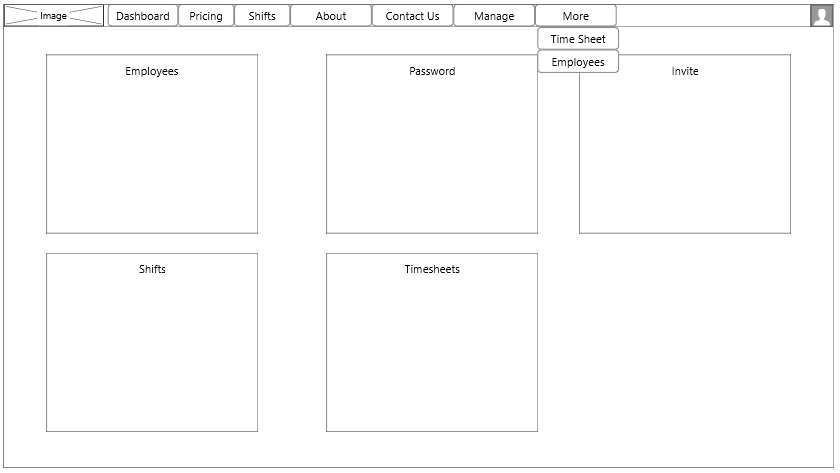 Image
Dashboard
Pricing
Shifts
About
Contact Us
Manage
More
Time Sheet
Employees
Employees
Password
Invite
Shifts
Timesheets